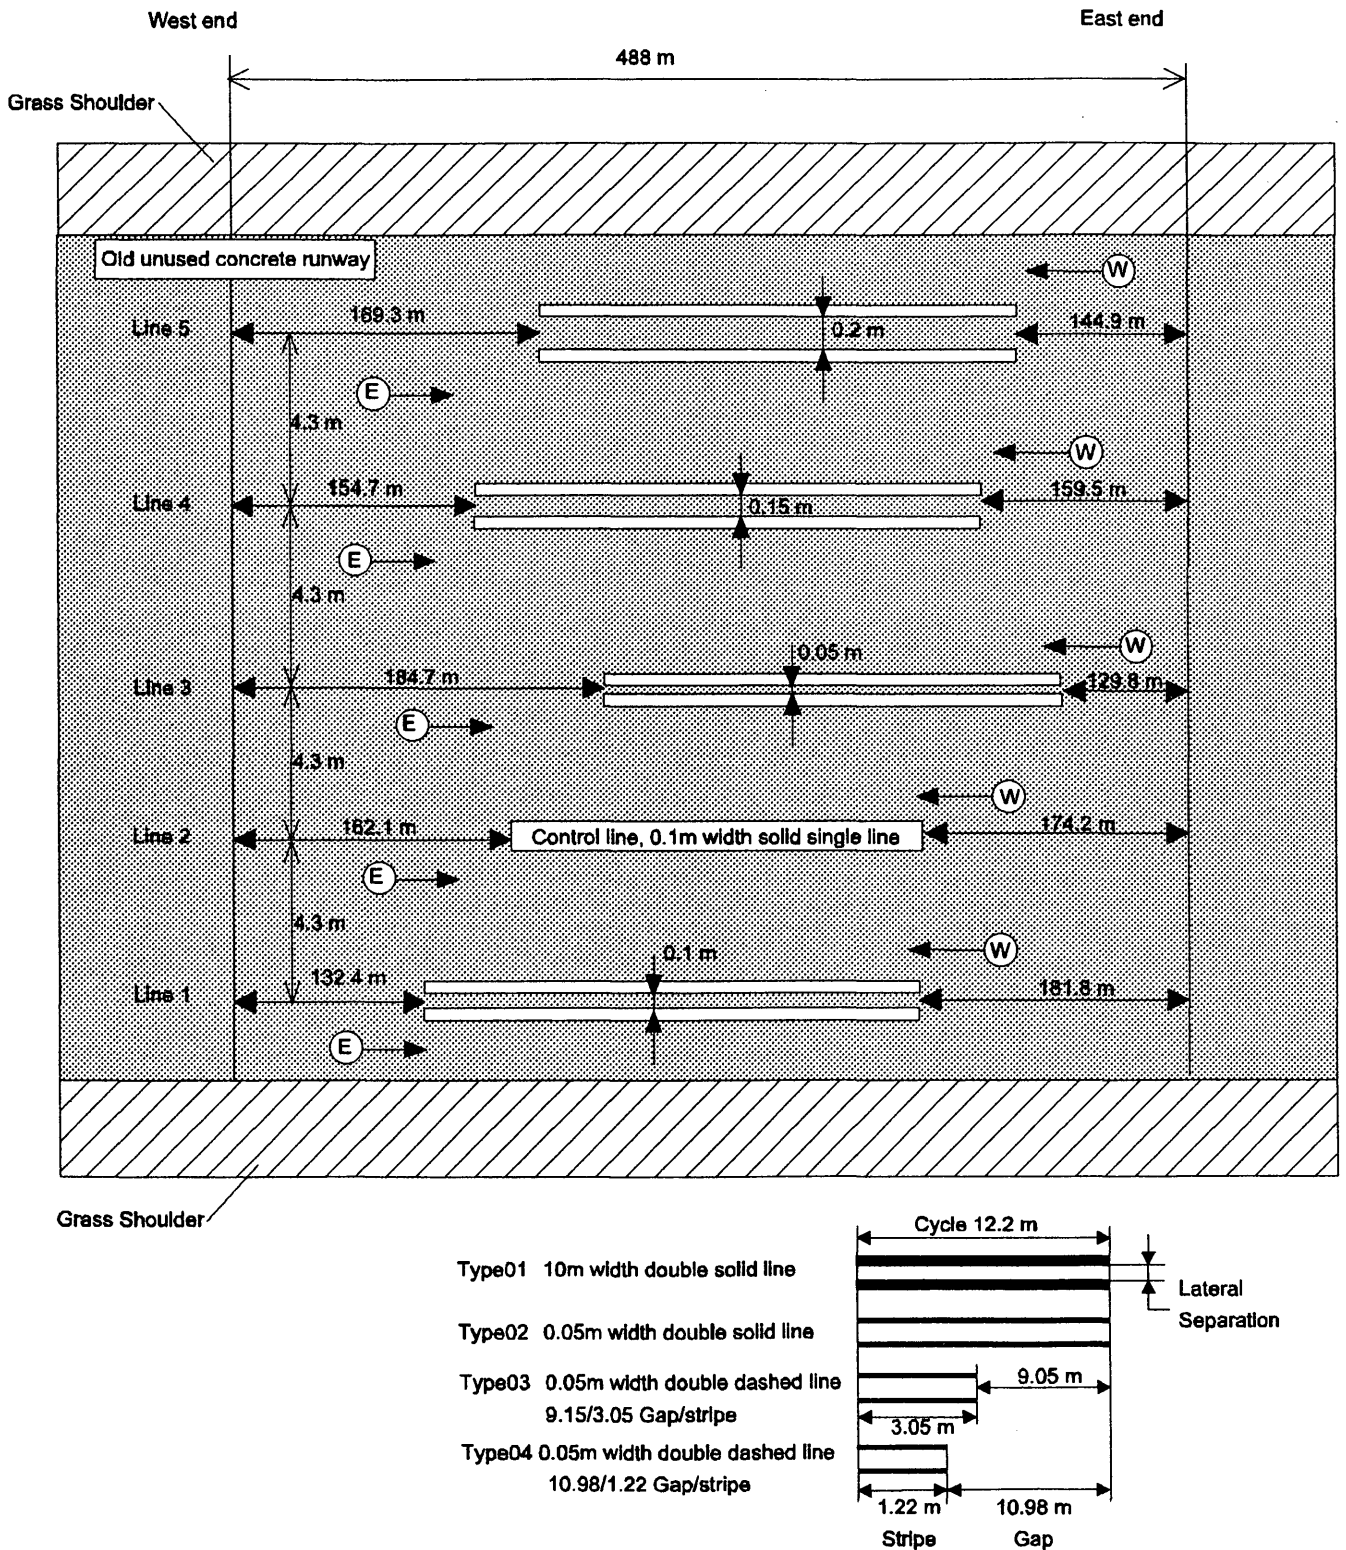 West end
East end
488 m
Grass Shoulder
Old unused concrete runway
W
Line 5
169.3 m
0.2 m
144.9 m
E
4.3 m
W
Line 4
154.7 m
0.15 m
159.5 m
E
4.3 m
W
0.05 m
Line 3
184.7 m
129.8 m
E
4.3 m
W
Line 2
162.1 m
Control line, 0.1m width solid single line
174.2 m
E
4.3 m
W
0.1 m
Line 1
132.4 m
181.8 m
E
Grass Shoulder
Cycle 12.2 m
Type01 10m width double solid line
Lateral
Separation
Type02 0.05m width double solid line
Type03 0.05m width double dashed line
9.05 m
9.15/3.05 Gap/stripe
3.05 m
Type04 0.05m width double dashed line
10.98/1.22 Gap/stripe
1.22 m
10.98 m
Stripe
Gap